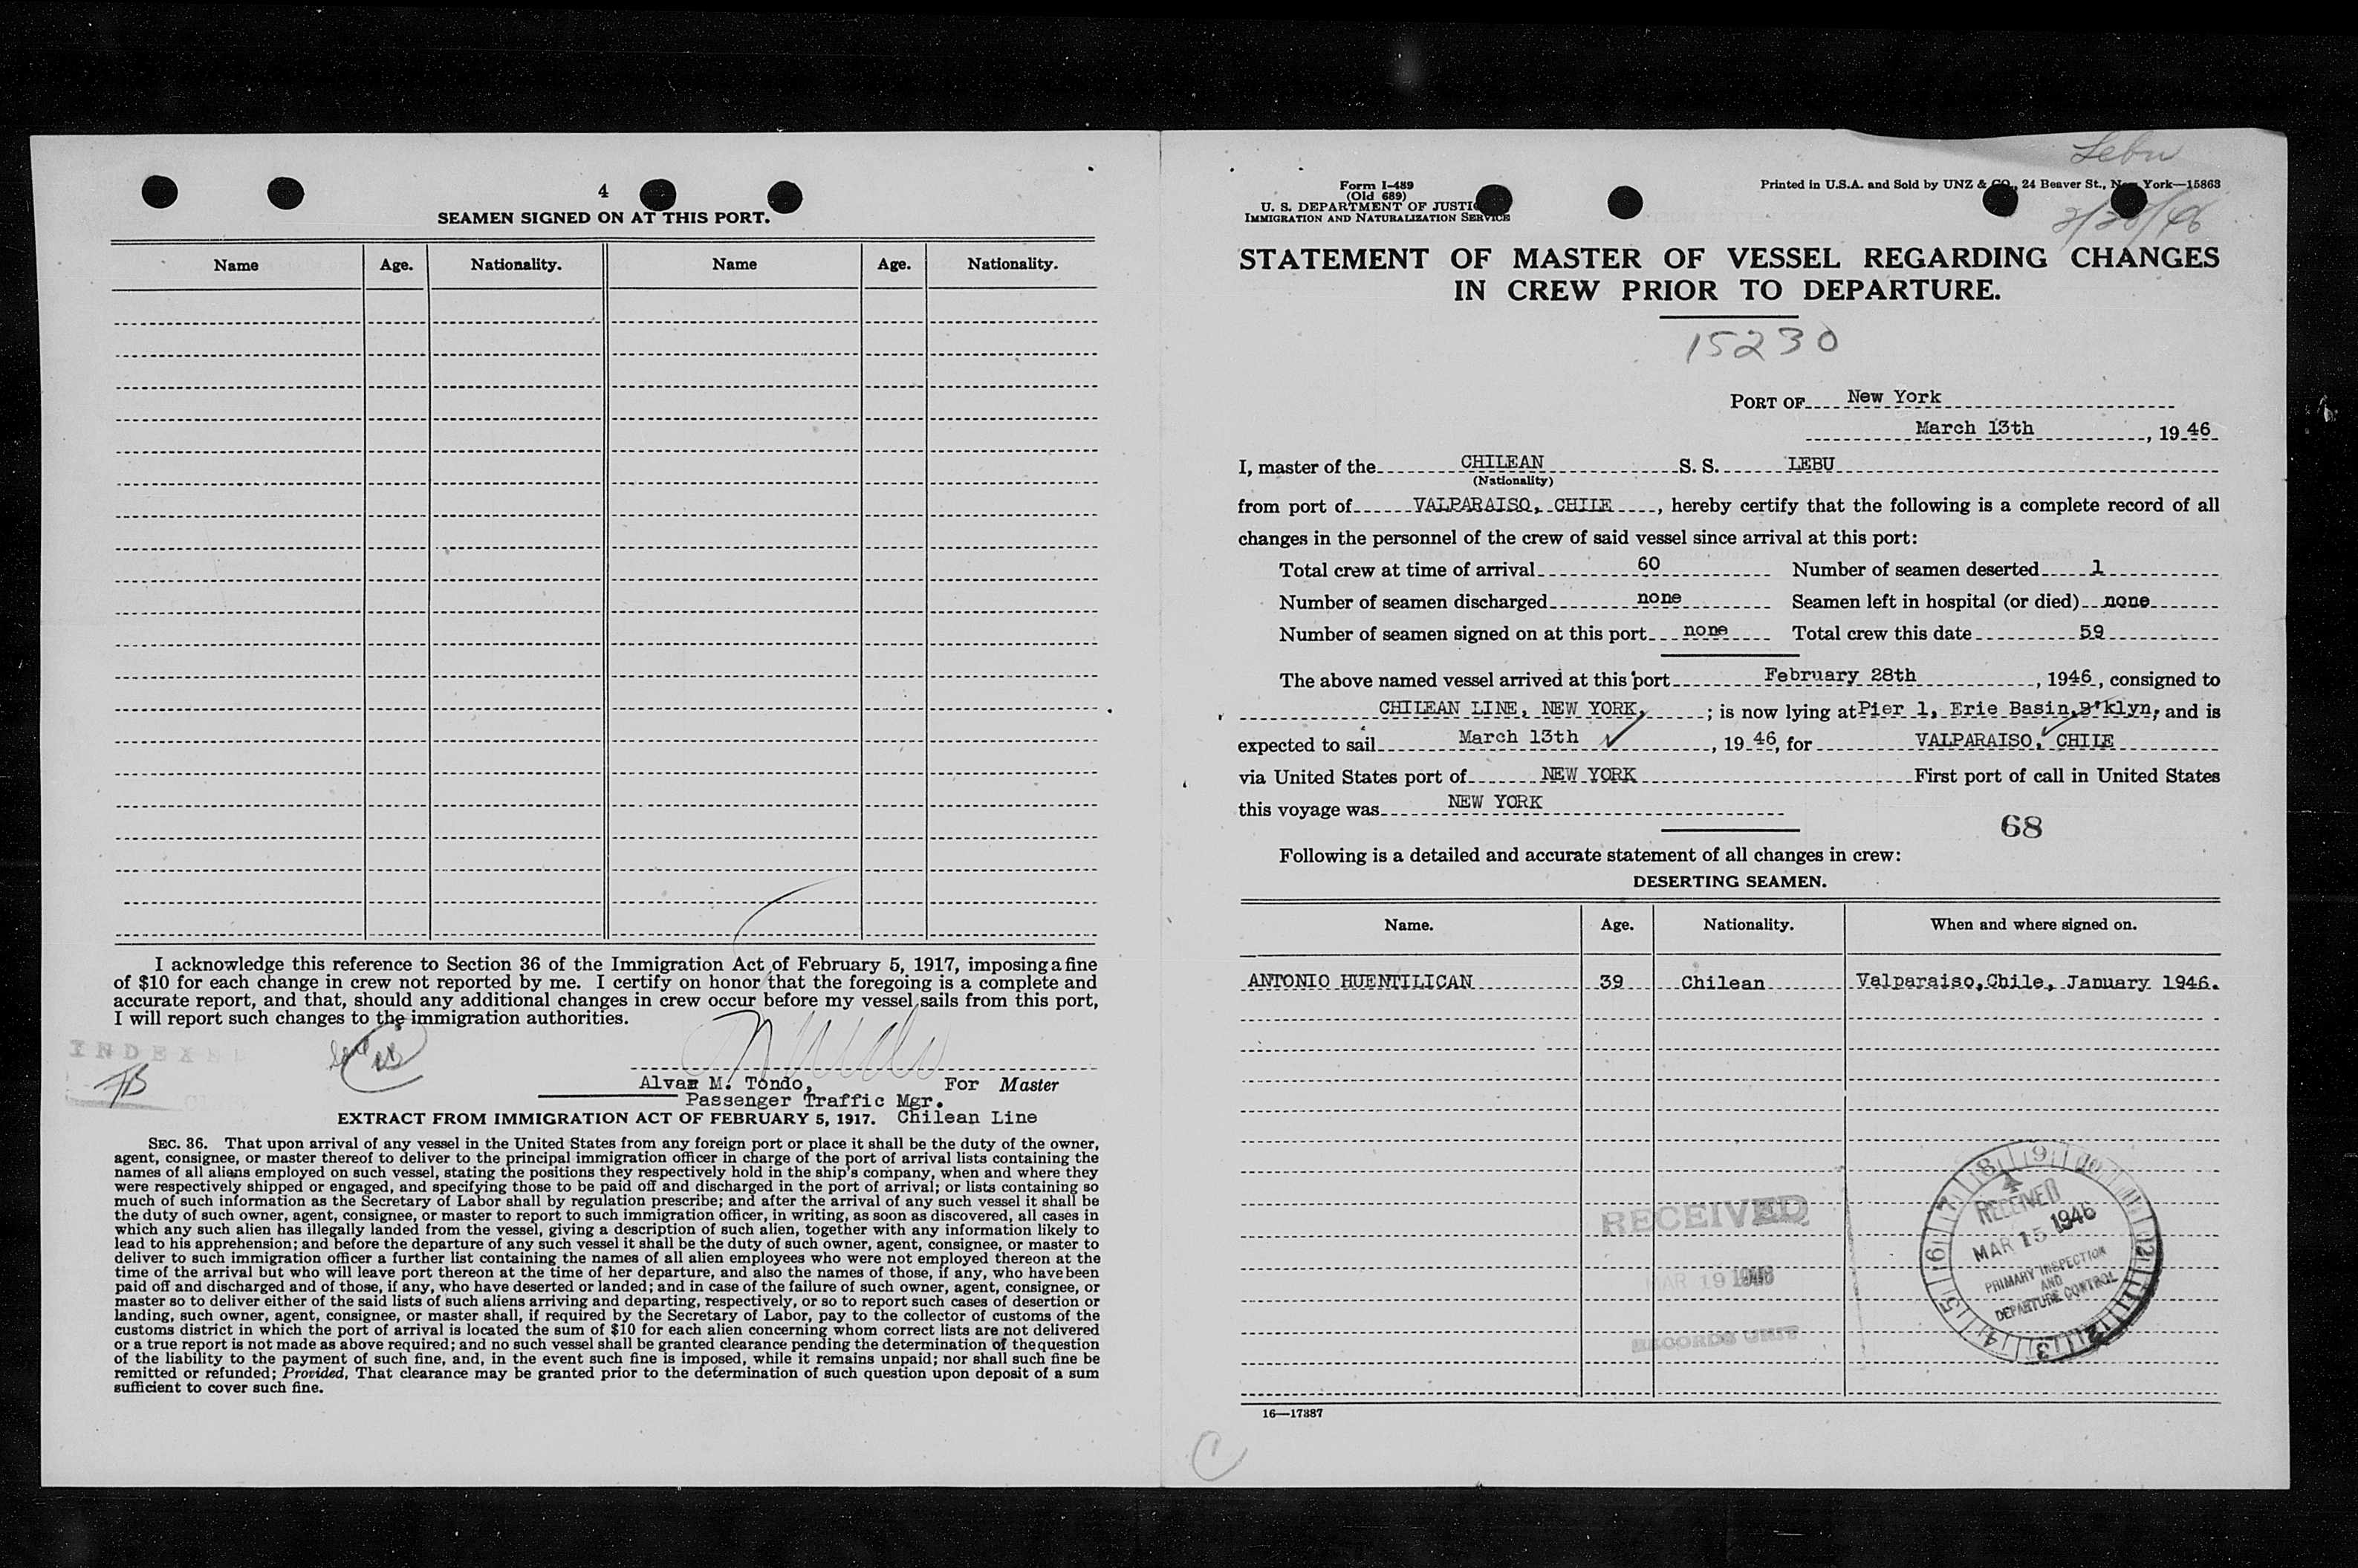 4
SEAMEN SIGNED ON AT THIS PORT.
Name Age. Nationality. Name Age. Nationality.
I acknowledge this reference to Section 36 of the Immigration Act of February 5, 1917, imposing a fine
of $10 for each change in crew not reported by me. I certify on honor that the foregoing is a complete and
accurate report, and that, should any additional changes in crew occur before my vessel sails from this port,
I will report such changes to the immigration authorities.
INDEXED
Alvan M. Tondo, For Master
Passenger Traffic Mgr.
EXTRACT FROM IMMIGRATION ACT OF FEBRUARY 5, 1917. Chilean Line
SEC. 36. That upon arrival of any vessel in the United States from any foreign port or place it shall be the duty of the owner,
agent, consignee, or master thereof to deliver to the principal immigration officer in charge of the port of arrival lists containing the
names of all aliens employed on such vessel, stating the positions they respectively hold in the ship's company, when and where they
were respectively shipped or engaged, and specifying those to be paid off and discharged in the port of arrival; or lists containing so
much of such information as the Secretary of Labor shall by regulation prescribe; and after the arrival of any such vessel it shall be
the duty of such owner, agent, consignee, or master to report to such immigration officer, in writing, as soon as discovered, all cases in
which any such alien has illegally landed from the vessel, giving a description of such alien, together with any information likely to
lead to his apprehension; and before the departure of any such vessel it shall be the duty of such owner, agent, consignee, or master to
deliver to such immigration officer a further list containing the names of all alien employees who were not employed thereon at the
time of the arrival but who will leave port thereon at the time of her departure, and also the names of those, if any, who have been
paid off and discharged and of those, if any, who have deserted or landed; and in case of the failure of such owner, agent, consignee, or
master so to deliver either of the said lists of such aliens arriving and departing, respectively, or so to report such cases of desertion or
landing, such owner, agent, consignee, or master shall, if required by the Secretary of Labor, pay to the collector of customs of the
customs district in which the port of arrival is located the sum of $10 for each alien concerning whom correct lists are not delivered
or a true report is not made as above required; and no such vessel shall be granted clearance pending the determination of the question
of the liability to the payment of such fine, and, in the event such fine is imposed, while it remains unpaid; nor shall such fine be
remitted or refunded; Provided, That clearance may be granted prior to the determination of such question upon deposit of a sum
sufficient to cover such fine.
Lebu
2/28/46
Form I-489
(Old 689)
U. S. DEPARTMENT OF JUSTICE
IMMIGRATION AND NATURALIZATION SERVICE
Printed in U.S.A. and Sold by UNZ & CO., 24 Beaver St., New York—15863
STATEMENT OF MASTER OF VESSEL REGARDING CHANGES
IN CREW PRIOR TO DEPARTURE.
15230
PORT OF New York
March 13th, 1946
I, master of the CHILEAN S. S. LEBU
(Nationality)
from port of VALPARAISO, CHILE, hereby certify that the following is a complete record of all
changes in the personnel of the crew of said vessel since arrival at this port:
Total crew at time of arrival 60 Number of seamen deserted 1
Number of seamen discharged none Seamen left in hospital (or died) none
Number of seamen signed on at this port none Total crew this date 59
The above named vessel arrived at this port February 28th, 1946, consigned to
CHILEAN LINE, NEW YORK, ; is now lying at Pier 1, Erie Basin, B'klyn, and is
expected to sail March 13th, 1946, for VALPARAISO, CHILE
via United States port of NEW YORK First port of call in United States
this voyage was NEW YORK
68
Following is a detailed and accurate statement of all changes in crew:
DESERTING SEAMEN.
Name. Age. Nationality. When and where signed on.
ANTONIO HUENTILICAN 39 Chilean Valparaiso, Chile, January 1946.
RECEIVED
MAR 19 1946
RECORDS UNIT
7 8 9 10 11 12 1 2 3 4 5 6
RECEIVED
MAR 15 1946
PRIMARY INSPECTION
AND
DEPARTURE CONTROL
16—17387
C